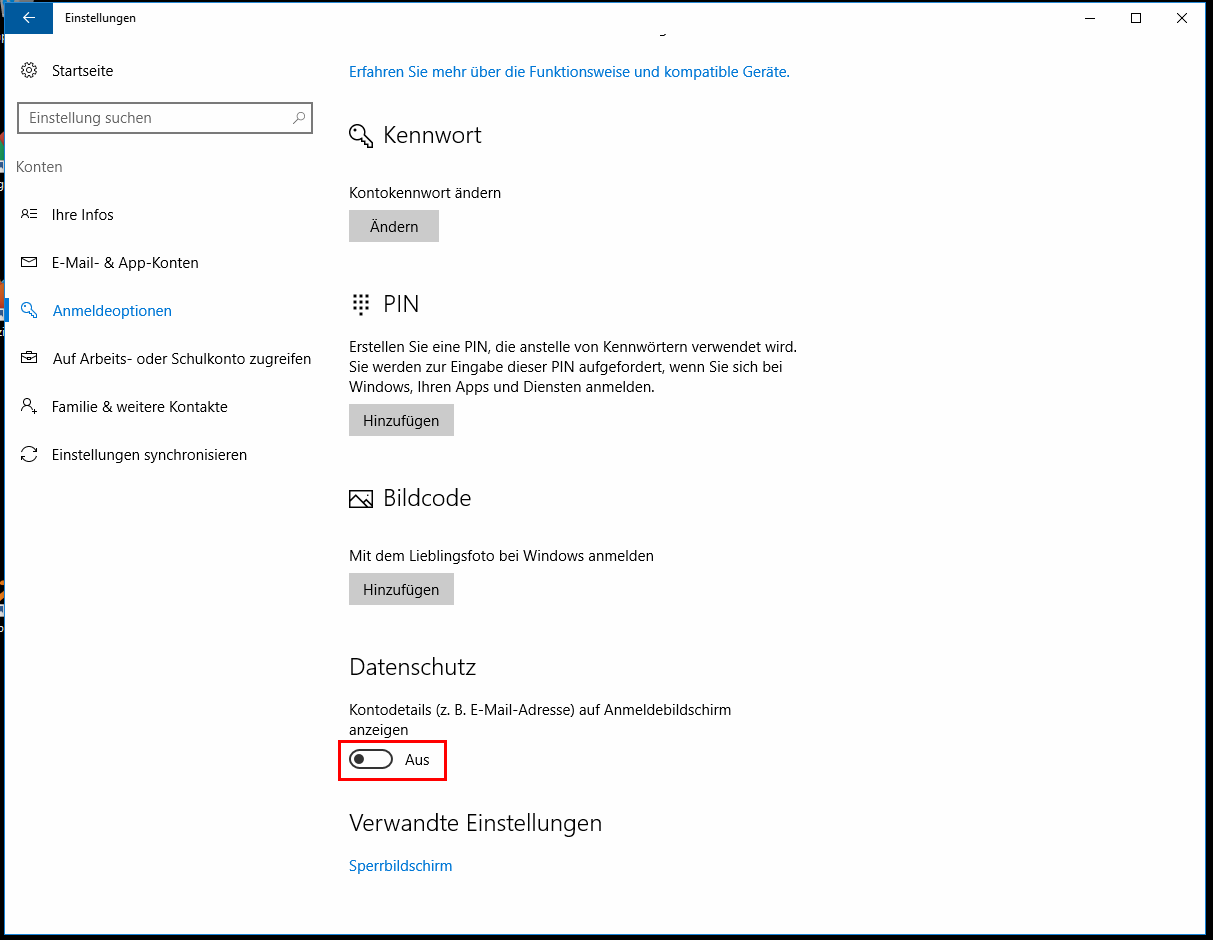 Einstellungen
Startseite
Einstellung suchen
Konten
Ihre Infos
E-Mail- & App-Konten
Anmeldeoptionen
Auf Arbeits- oder Schulkonto zugreifen
Familie & weitere Kontakte
Einstellungen synchronisieren
Erfahren Sie mehr über die Funktionsweise und kompatible Geräte.
Kennwort
Kontokennwort ändern
Ändern
PIN
Erstellen Sie eine PIN, die anstelle von Kennwörtern verwendet wird.
Sie werden zur Eingabe dieser PIN aufgefordert, wenn Sie sich bei
Windows, Ihren Apps und Diensten anmelden.
Hinzufügen
Bildcode
Mit dem Lieblingsfoto bei Windows anmelden
Hinzufügen
Datenschutz
Kontodetails (z. B. E-Mail-Adresse) auf Anmeldebildschirm
anzeigen
Aus
Verwandte Einstellungen
Sperrbildschirm